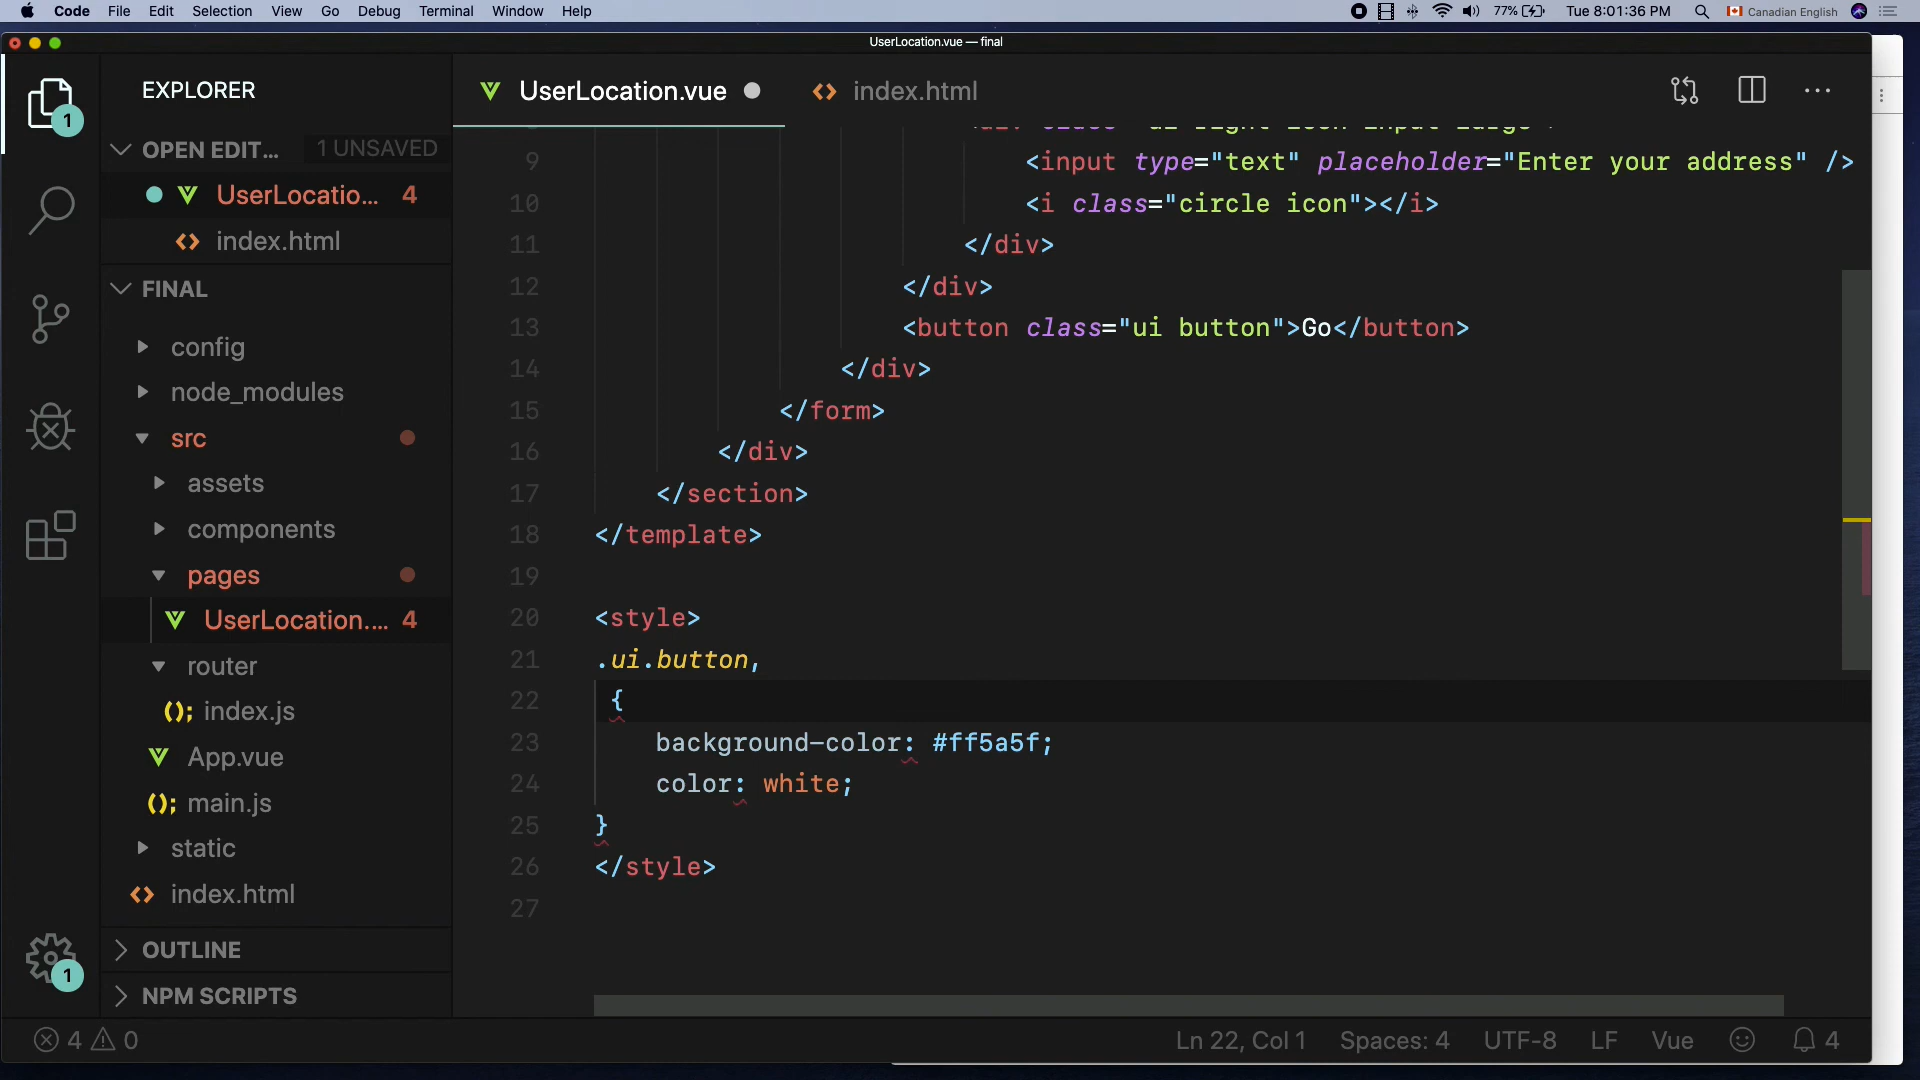 Code File Edit Selection View Go Debug Terminal Window Help 77% Tue 8:01:36 PM Canadian English
UserLocation.vue — final
EXPLORER
OPEN EDIT... 1 UNSAVED
UserLocatio... 4
index.html
FINAL
config
node_modules
src
assets
components
pages
UserLocation.... 4
router
index.js
App.vue
main.js
static
index.html
OUTLINE
NPM SCRIPTS
1
1
UserLocation.vue index.html
9 <input type="text" placeholder="Enter your address" />
10 <i class="circle icon"></i>
11 </div>
12 </div>
13 <button class="ui button">Go</button>
14 </div>
15 </form>
16 </div>
17 </section>
18 </template>
19
20 <style>
21 .ui.button,
22 {
23 background-color: #ff5a5f;
24 color: white;
25 }
26 </style>
27
4 0 Ln 22, Col 1 Spaces: 4 UTF-8 LF Vue 4